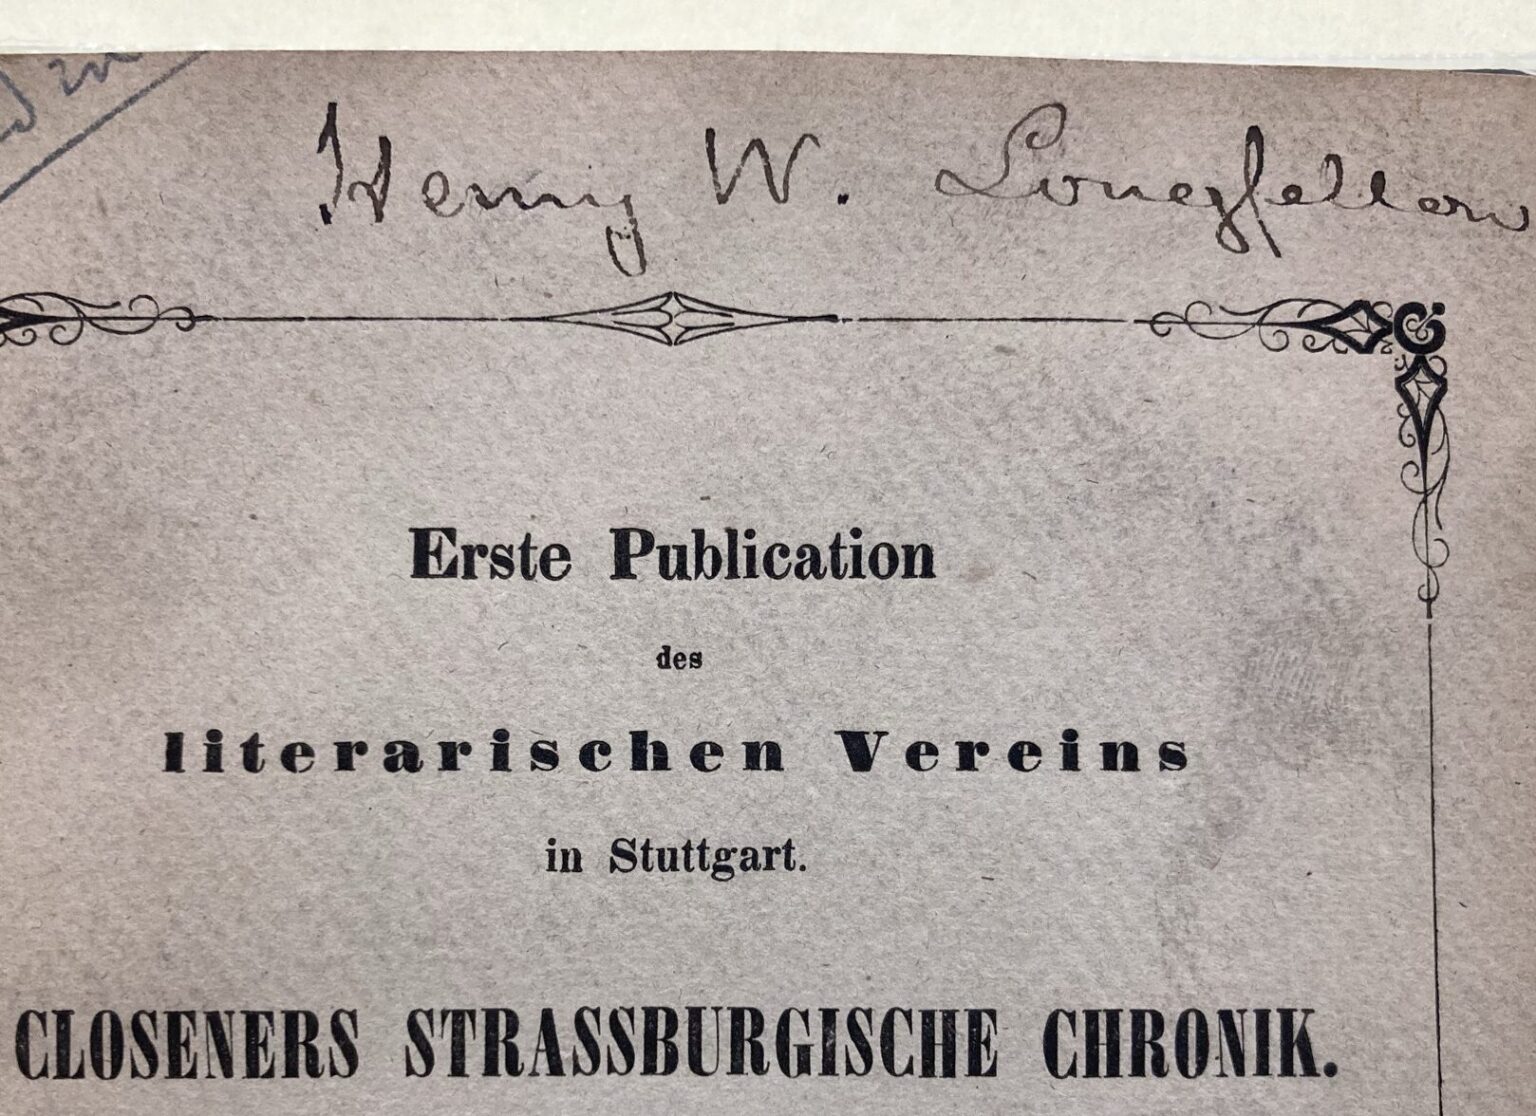 Henry W. Longfellow
Erste Publication
des
literarischen Vereins
in Stuttgart.
CLOSENERS STRASSBURGISCHE CHRONIK.